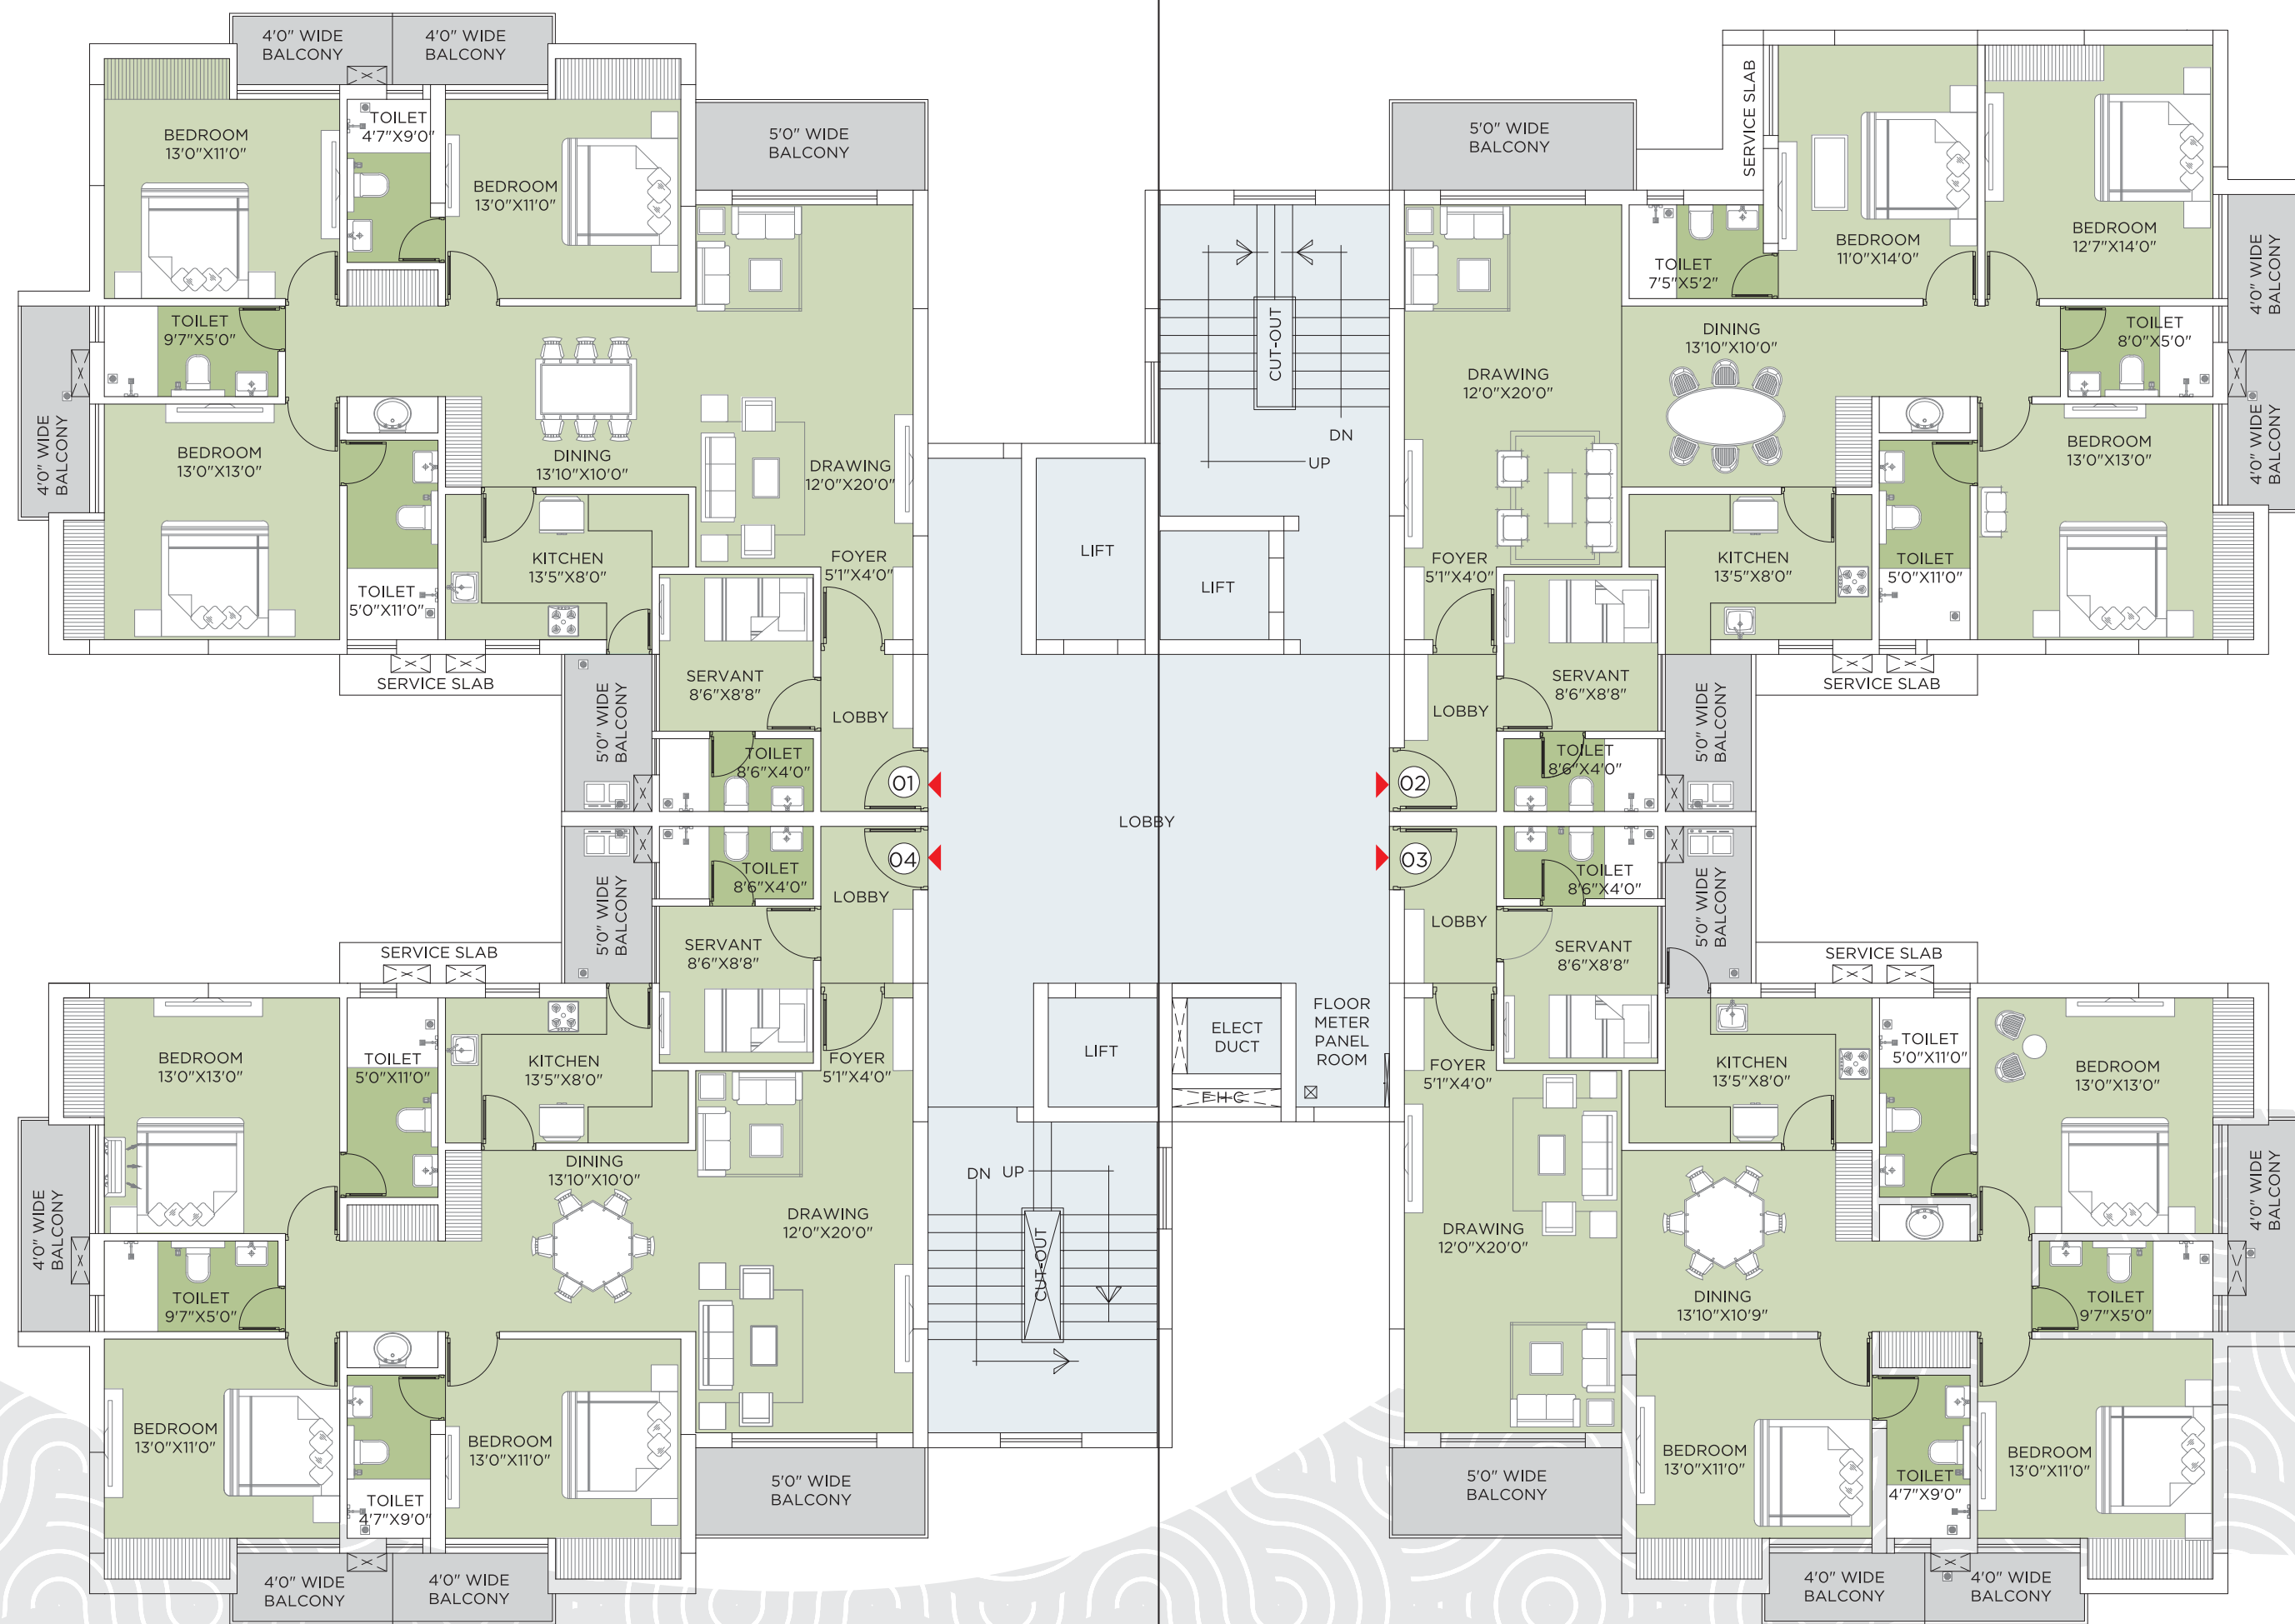 4'0" WIDE
BALCONY
4'0" WIDE
BALCONY
BEDROOM
13'0"X11'0"
TOILET
4'7"X9'0"
BEDROOM
13'0"X11'0"
5'0" WIDE
BALCONY
TOILET
9'7"X5'0"
4'0" WIDE
BALCONY
BEDROOM
13'0"X13'0"
DINING
13'10"X10'0"
DRAWING
12'0"X20'0"
TOILET
5'0"X11'0"
KITCHEN
13'5"X8'0"
FOYER
5'1"X4'0"
SERVICE SLAB
SERVANT
8'6"X8'8"
LOBBY
5'0" WIDE
BALCONY
TOILET
8'6"X4'0"
01
5'0" WIDE
BALCONY
SERVICE SLAB
5'0" WIDE
BALCONY
BEDROOM
11'0"X14'0"
BEDROOM
12'7"X14'0"
TOILET
7'5"X5'2"
4'0" WIDE
BALCONY
DRAWING
12'0"X20'0"
DINING
13'10"X10'0"
TOILET
8'0"X5'0"
4'0" WIDE
BALCONY
BEDROOM
13'0"X13'0"
FOYER
5'1"X4'0"
KITCHEN
13'5"X8'0"
TOILET
5'0"X11'0"
SERVICE SLAB
SERVANT
8'6"X8'8"
LOBBY
5'0" WIDE
BALCONY
TOILET
8'6"X4'0"
02
CUT-OUT
DN
UP
LIFT
LIFT
LOBBY
04
TOILET
8'6"X4'0"
LOBBY
5'0" WIDE
BALCONY
SERVICE SLAB
SERVANT
8'6"X8'8"
BEDROOM
13'0"X13'0"
TOILET
5'0"X11'0"
KITCHEN
13'5"X8'0"
FOYER
5'1"X4'0"
4'0" WIDE
BALCONY
DINING
13'10"X10'0"
DRAWING
12'0"X20'0"
TOILET
9'7"X5'0"
BEDROOM
13'0"X11'0"
BEDROOM
13'0"X11'0"
TOILET
4'7"X9'0"
5'0" WIDE
BALCONY
4'0" WIDE
BALCONY
4'0" WIDE
BALCONY
LIFT
ELECT
DUCT
FLOOR
METER
PANEL
ROOM
FHC
DN UP
CUT-OUT
03
TOILET
8'6"X4'0"
LOBBY
SERVANT
8'6"X8'8"
SERVICE SLAB
FOYER
5'1"X4'0"
KITCHEN
13'5"X8'0"
TOILET
5'0"X11'0"
BEDROOM
13'0"X13'0"
4'0" WIDE
BALCONY
DRAWING
12'0"X20'0"
DINING
13'10"X10'9"
TOILET
9'7"X5'0"
BEDROOM
13'0"X11'0"
TOILET
4'7"X9'0"
BEDROOM
13'0"X11'0"
5'0" WIDE
BALCONY
4'0" WIDE
BALCONY
4'0" WIDE
BALCONY